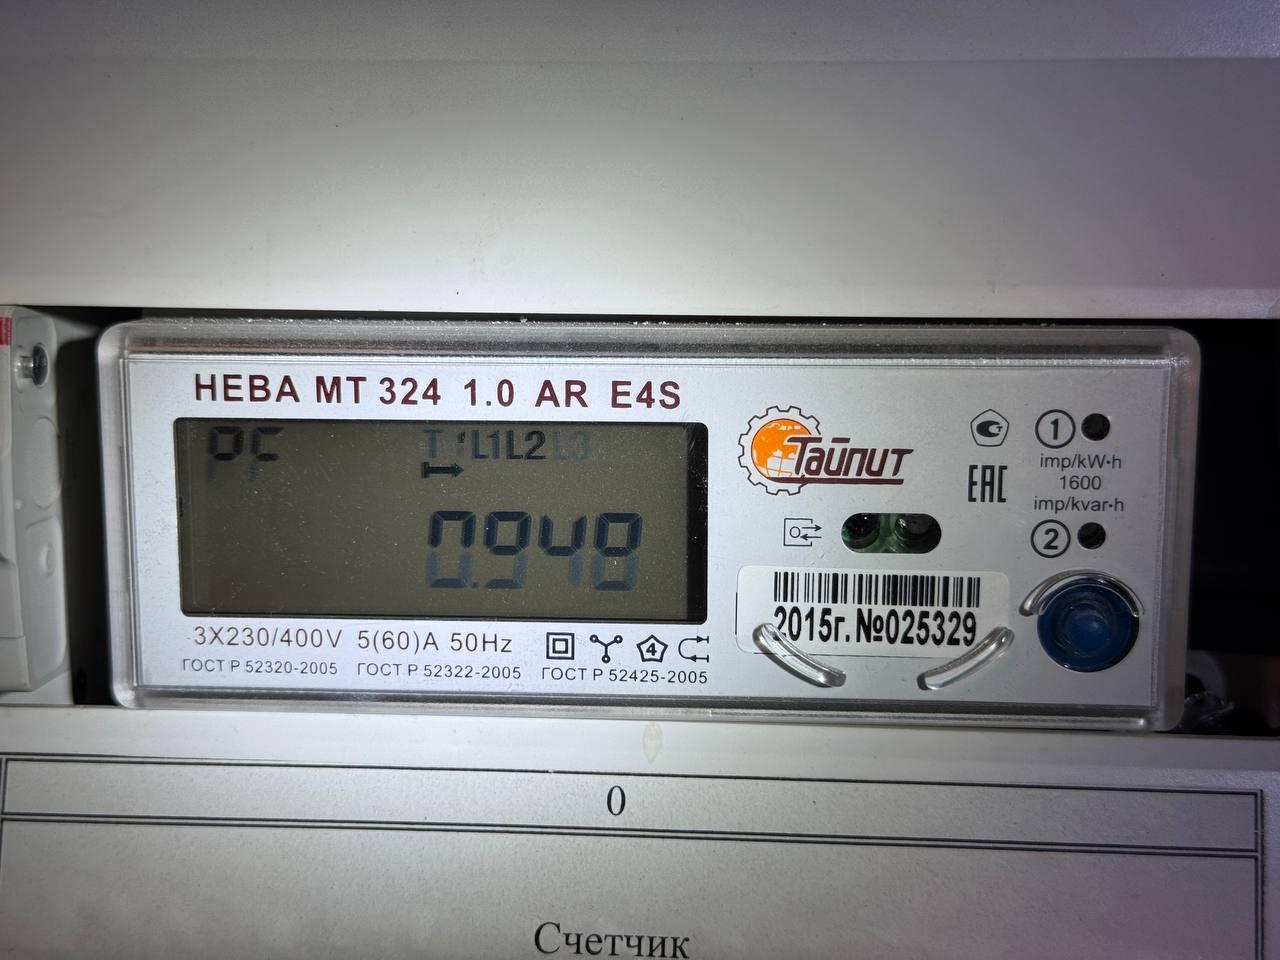 НЕВА МТ 324 1.0 AR E4S
PF
T L1L2L3
0.948
3X230/400V 5(60)A 50Hz
4
ГОСТ Р 52320-2005 ГОСТ Р 52322-2005 ГОСТ Р 52425-2005
Тайпит
ЕАС
1
imp/kW•h
1600
imp/kvar•h
2
2015г.№025329
0
Счетчик